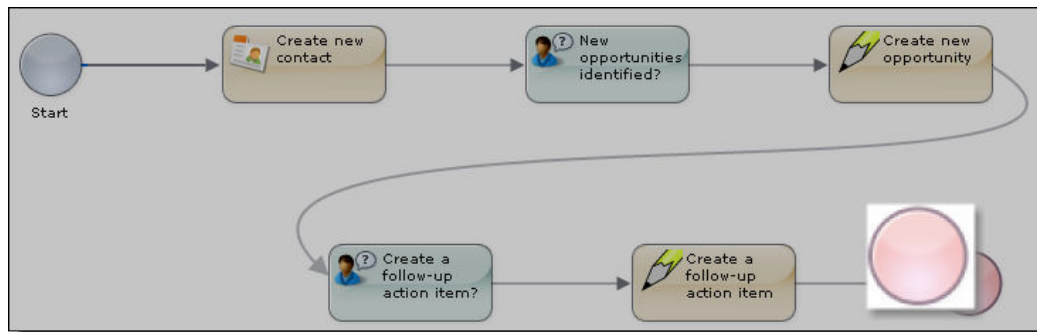 Start
Create new
contact
New
opportunities
identified?
Create new
opportunity
Create a
follow-up
action item?
Create a
follow-up
action item